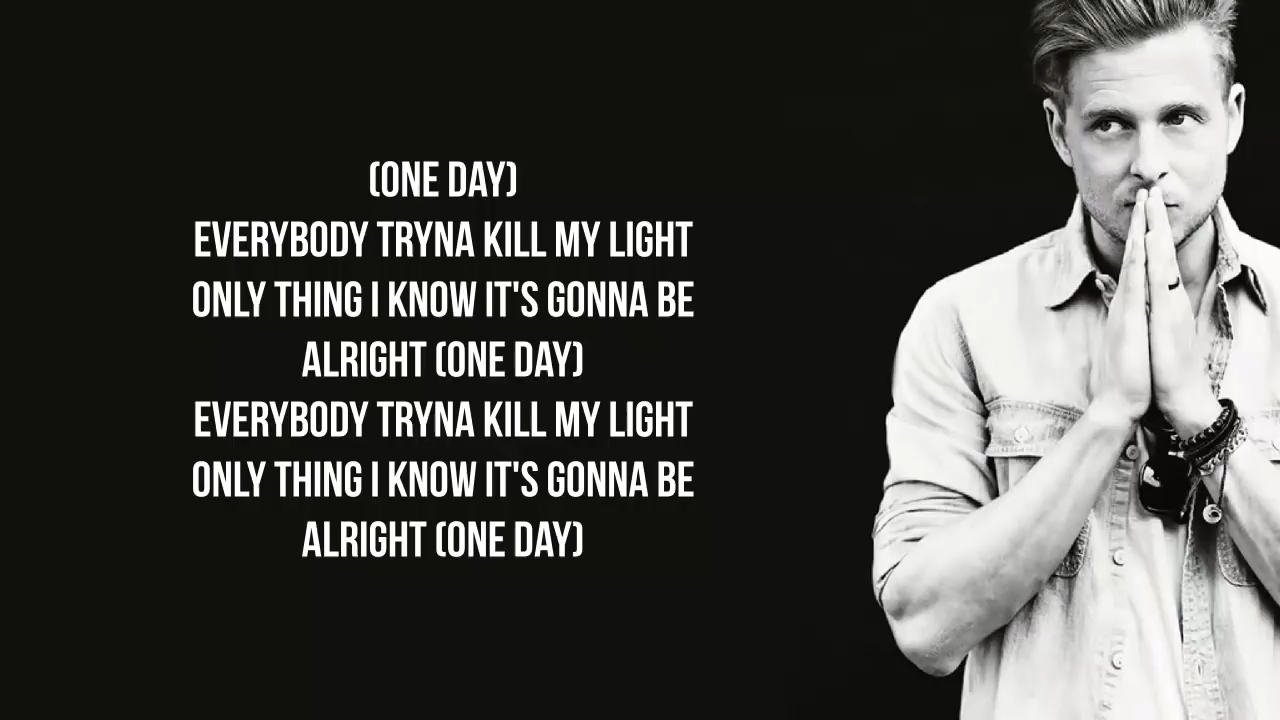 (ONE DAY)
EVERYBODY TRYNA KILL MY LIGHT
ONLY THING I KNOW IT'S GONNA BE
ALRIGHT (ONE DAY)
EVERYBODY TRYNA KILL MY LIGHT
ONLY THING I KNOW IT'S GONNA BE
ALRIGHT (ONE DAY)